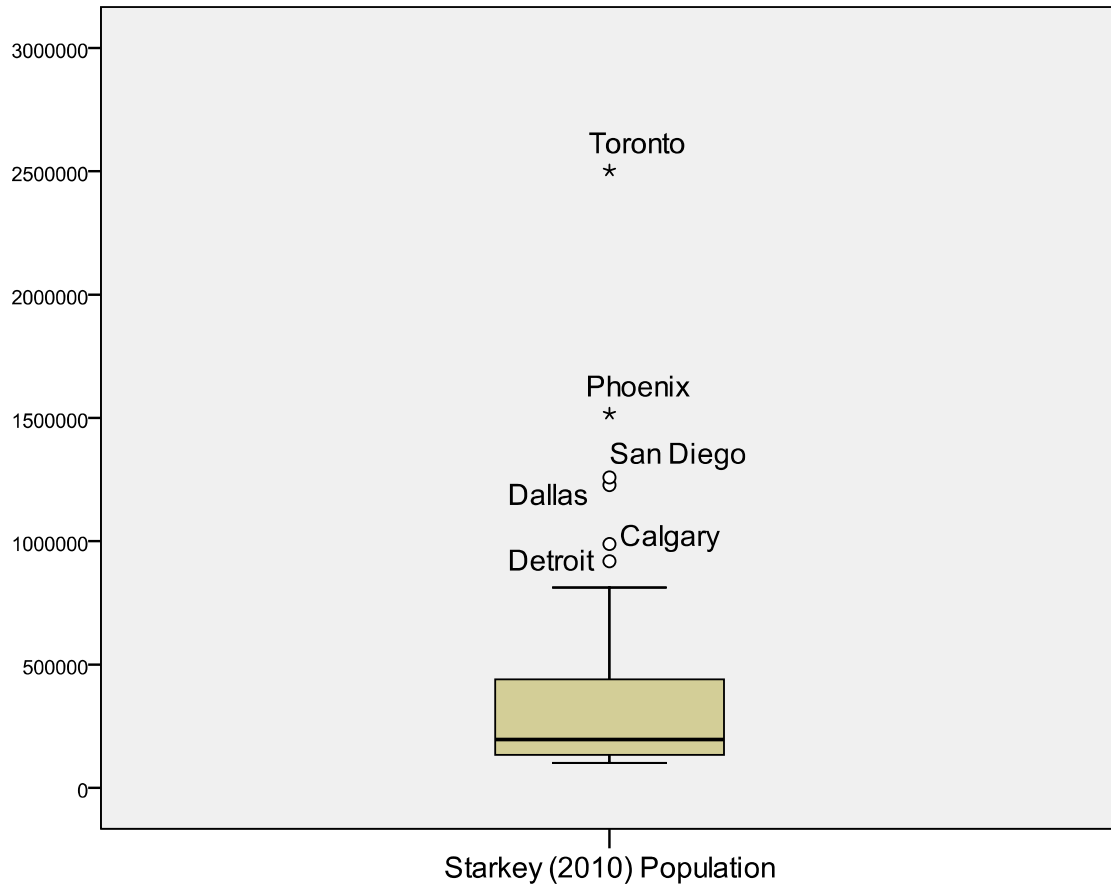 3000000
Toronto
2500000
2000000
Phoenix
1500000
San Diego
Dallas
1000000
Calgary
Detroit
500000
0
Starkey (2010) Population